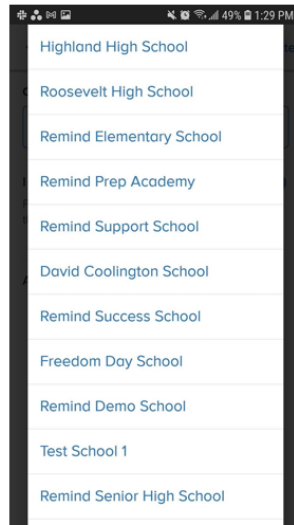 49% 1:29 PM
Highland High School
Roosevelt High School
Remind Elementary School
Remind Prep Academy
Remind Support School
David Coolington School
Remind Success School
Freedom Day School
Remind Demo School
Test School 1
Remind Senior High School